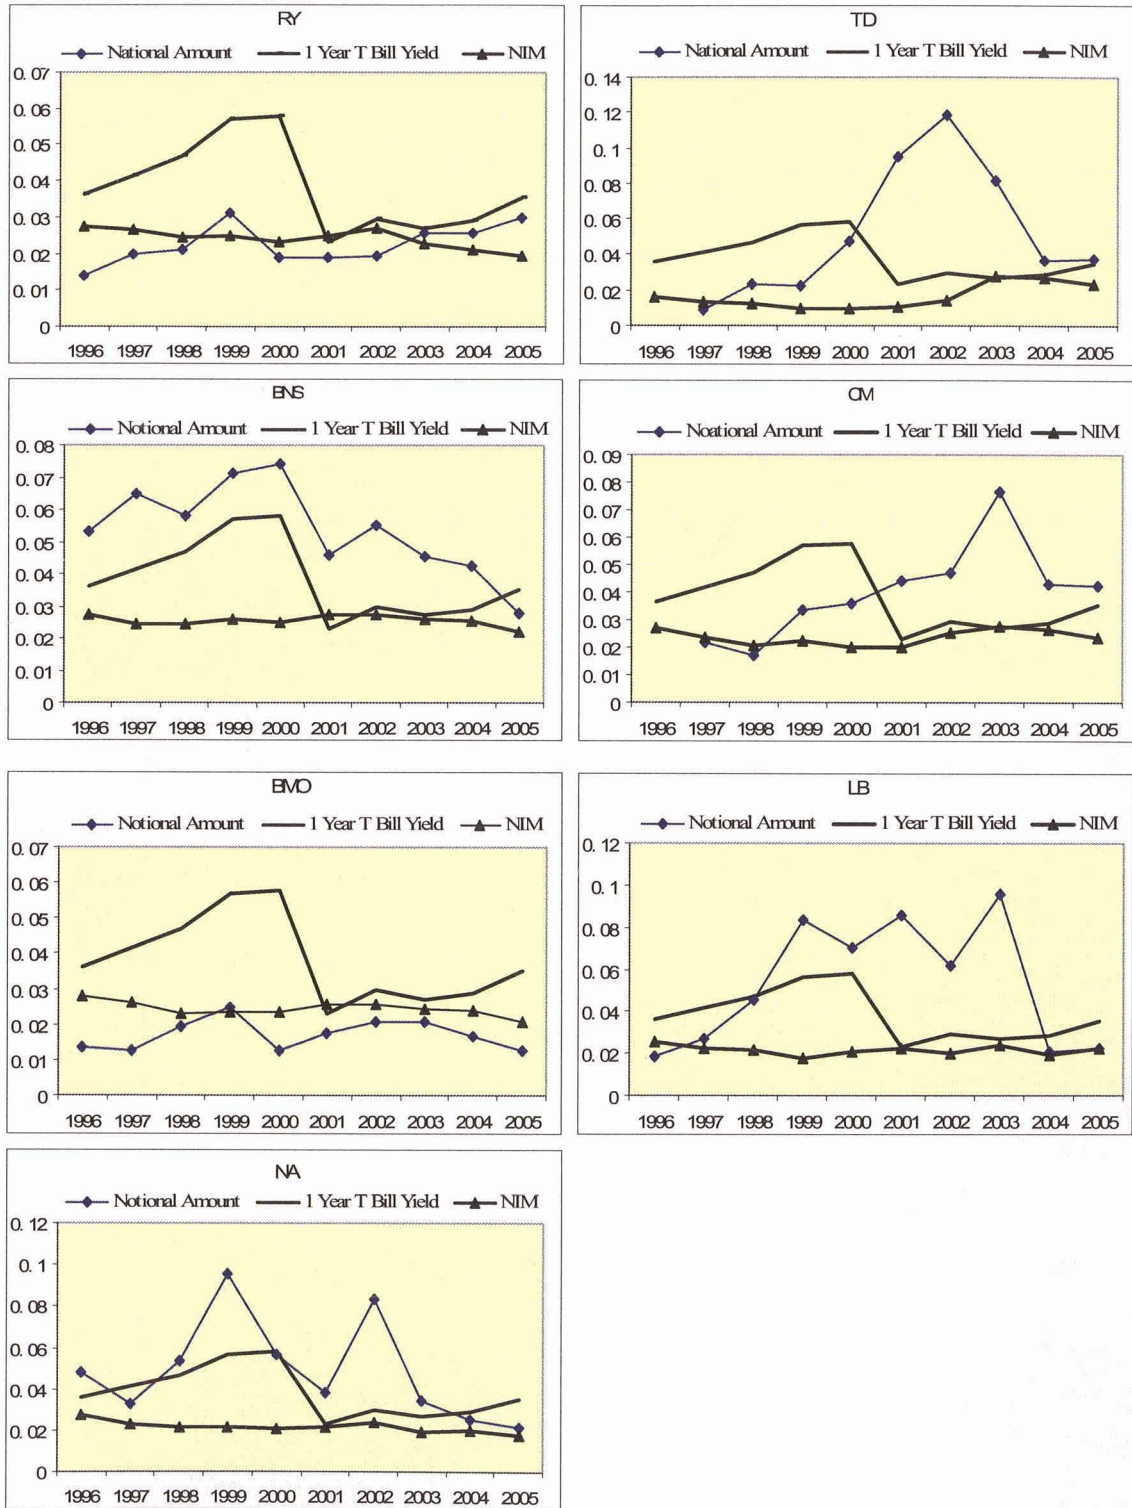 RY
National Amount 1 Year T Bill Yield NIM
0.07
0.06
0.05
0.04
0.03
0.02
0.01
0
1996 1997 1998 1999 2000 2001 2002 2003 2004 2005
TD
National Amount 1 Year T Bill Yield NIM
0.14
0.12
0.1
0.08
0.06
0.04
0.02
0
1996 1997 1998 1999 2000 2001 2002 2003 2004 2005
BNS
Notional Amount 1 Year T Bill Yield NIM
0.08
0.07
0.06
0.05
0.04
0.03
0.02
0.01
0
1996 1997 1998 1999 2000 2001 2002 2003 2004 2005
CM
Noational Amount 1 Year T Bill Yield NIM
0.09
0.08
0.07
0.06
0.05
0.04
0.03
0.02
0.01
0
1996 1997 1998 1999 2000 2001 2002 2003 2004 2005
BMO
Notional Amount 1 Year T Bill Yield NIM
0.07
0.06
0.05
0.04
0.03
0.02
0.01
0
1996 1997 1998 1999 2000 2001 2002 2003 2004 2005
LB
Notional Amount 1 Year T Bill Yield NIM
0.12
0.1
0.08
0.06
0.04
0.02
0
1996 1997 1998 1999 2000 2001 2002 2003 2004 2005
NA
Notional Amount 1 Year T Bill Yield NIM
0.12
0.1
0.08
0.06
0.04
0.02
0
1996 1997 1998 1999 2000 2001 2002 2003 2004 2005